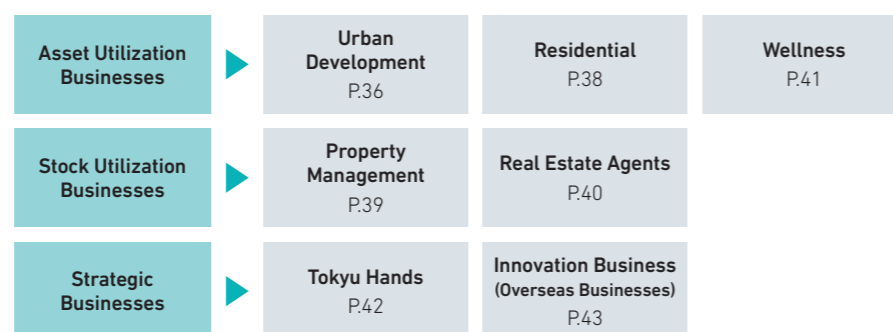 Asset Utilization
Businesses
Urban
Development
P.36
Residential
P.38
Wellness
P.41
Stock Utilization
Businesses
Property
Management
P.39
Real Estate Agents
P.40
Strategic
Businesses
Tokyu Hands
P.42
Innovation Business
(Overseas Businesses)
P.43